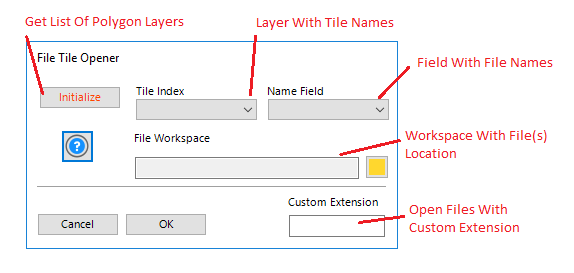 Get List Of Polygon Layers
Layer With Tile Names
File Tile Opener
Field With File Names
Initialize
Tile Index
Name Field
File Workspace
Workspace With File(s)
Location
Custom Extension
Open Files With
Custom Extension
Cancel
OK